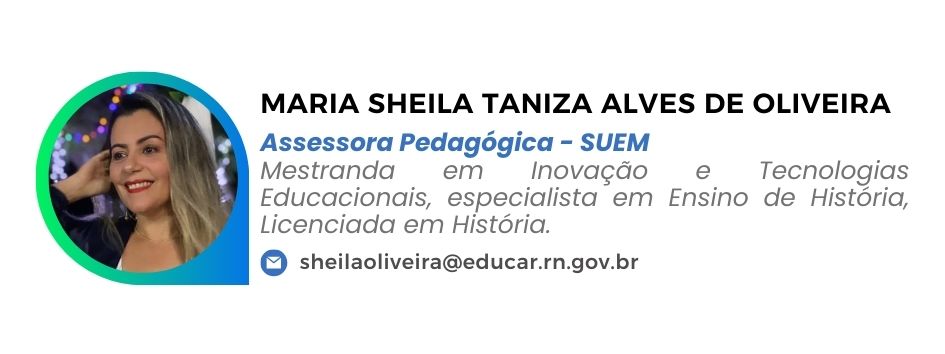 MARIA SHEILA TANIZA ALVES DE OLIVEIRA
Assessora Pedagógica - SUEM
Mestranda em Inovação e Tecnologias
Educacionais, especialista em Ensino de História,
Licenciada em História.
sheilaoliveira@educar.rn.gov.br